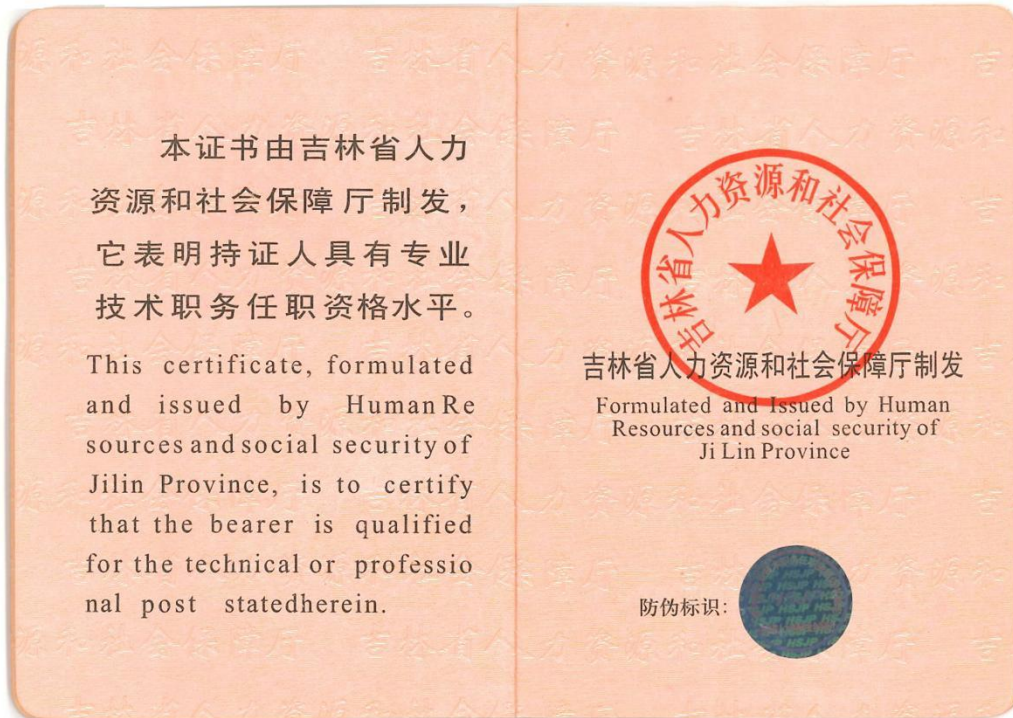 本证书由吉林省人力
资源和社会保障厅制发，
它表明持证人具有专业
技术职务任职资格水平。
This certificate, formulated
and issued by Human Re
sources and social security of
Jilin Province, is to certify
that the bearer is qualified
for the technical or professio
nal post statedherein.
吉林省人力资源和社会保障厅
吉林省人力资源和社会保障厅制发
Formulated and Issued by Human
Resources and social security of
Ji Lin Province
防伪标识：